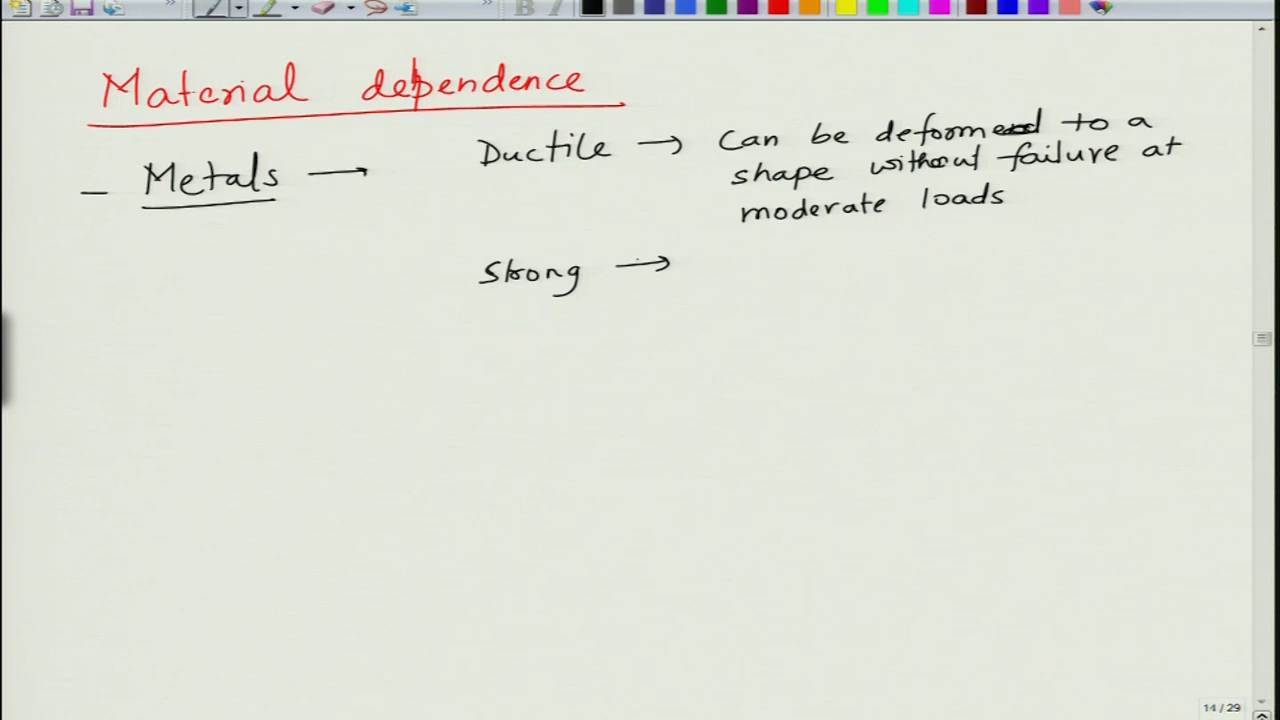 Material dependence
Ductile → Can be deformed to a
- Metals → shape without failure at
moderate loads
Strong →
14 / 29